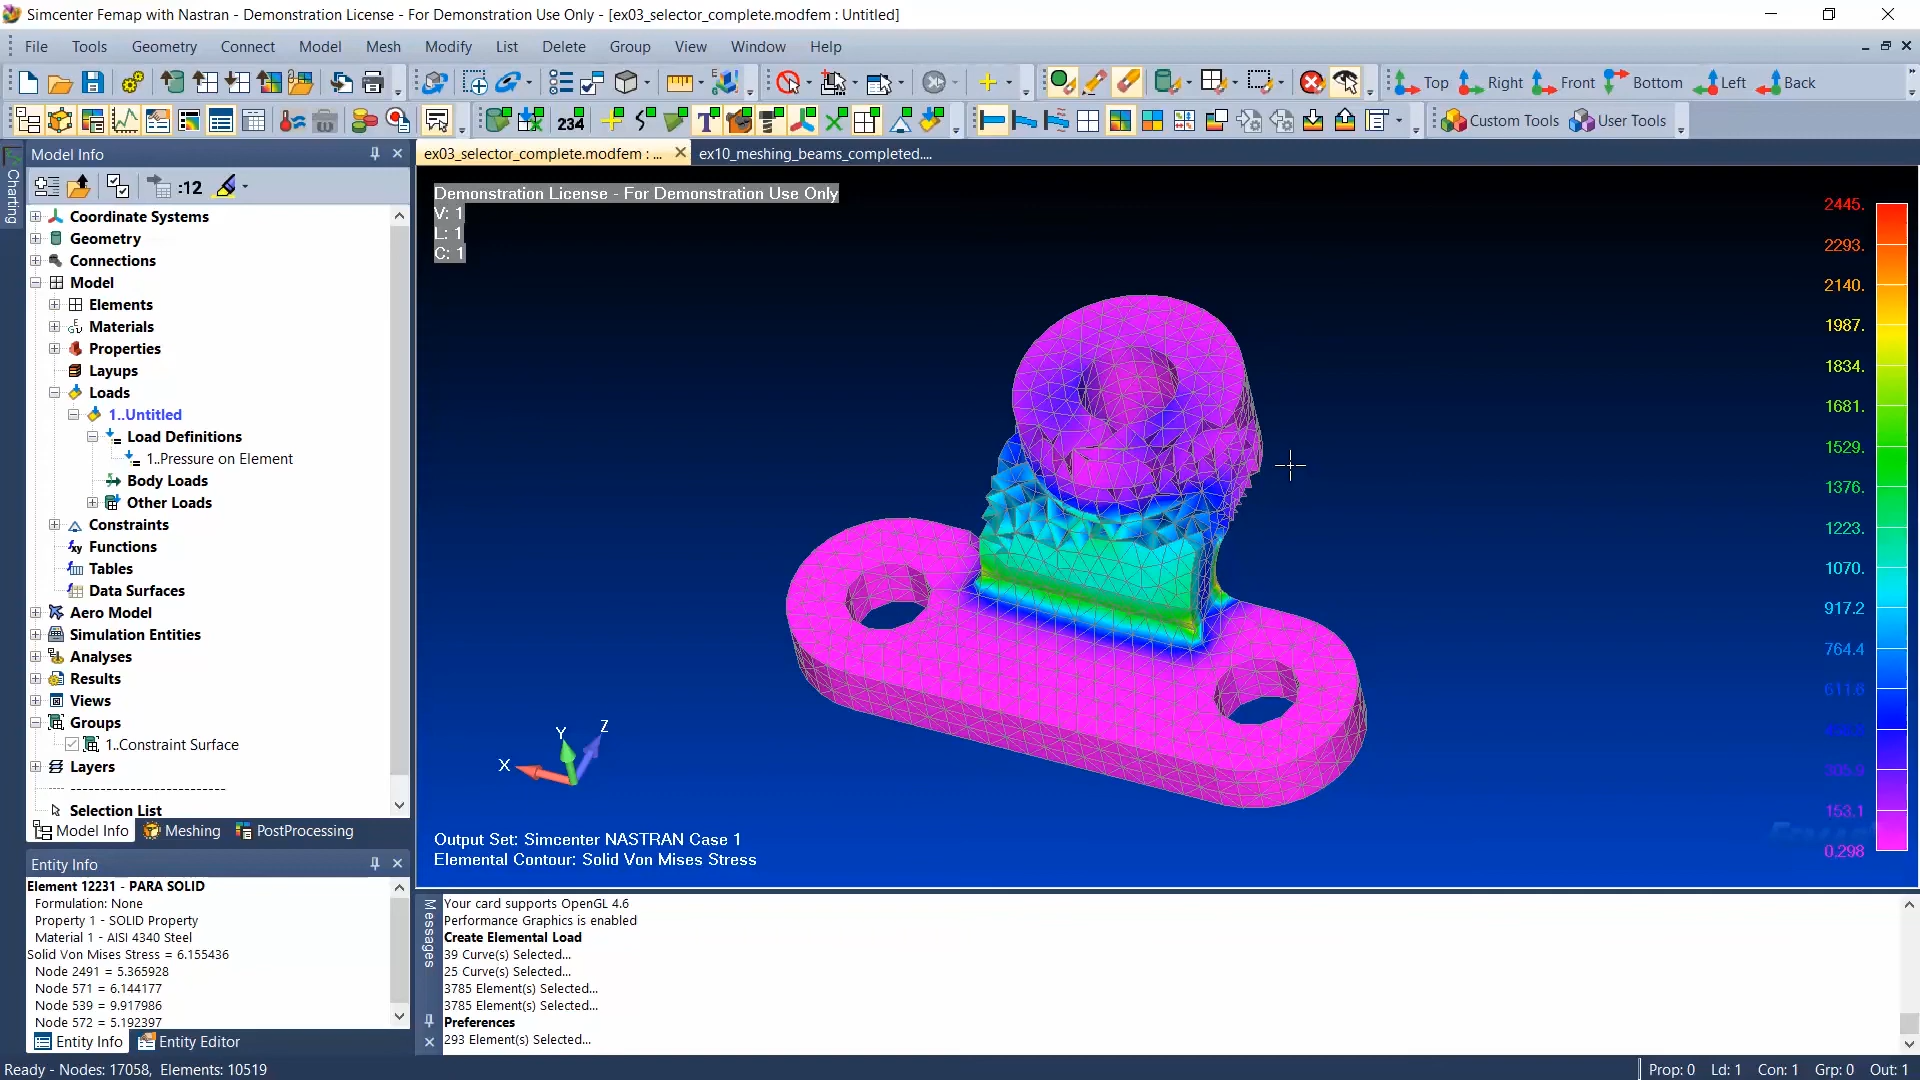 Simcenter Femap with Nastran - Demonstration License - For Demonstration Use Only - [ex03_selector_complete.modfem : Untitled]
File Tools Geometry Connect Model Mesh Modify List Delete Group View Window Help
Top Right Front Bottom Left Back
234
Custom Tools User Tools
Charting
Model Info
ex03_selector_complete.modfem : ... ex10_meshing_beams_completed....
:12
Coordinate Systems
Geometry
Connections
Model
Elements
Materials
Properties
Layups
Loads
1..Untitled
Load Definitions
1..Pressure on Element
Body Loads
Other Loads
Constraints
Functions
Tables
Data Surfaces
Aero Model
Simulation Entities
Analyses
Results
Views
Groups
1..Constraint Surface
Layers
Selection List
Model Info Meshing PostProcessing
Demonstration License - For Demonstration Use Only
V: 1
L: 1
C: 1
2445.
2293.
2140.
1987.
1834.
1681.
1529.
1376.
1223.
1070.
917.2
764.4
611.6
305.9
153.1
0.298
X Y Z
Output Set: Simcenter NASTRAN Case 1
Elemental Contour: Solid Von Mises Stress
Entity Info
Element 12231 - PARA SOLID
Formulation: None
Property 1 - SOLID Property
Material 1 - AISI 4340 Steel
Solid Von Mises Stress = 6.155436
Node 2491 = 5.365928
Node 571 = 6.144177
Node 539 = 9.917986
Node 572 = 5.192397
Entity Info Entity Editor
Messages
Your card supports OpenGL 4.6
Performance Graphics is enabled
Create Elemental Load
39 Curve(s) Selected...
25 Curve(s) Selected...
3785 Element(s) Selected...
3785 Element(s) Selected...
Preferences
293 Element(s) Selected...
Ready - Nodes: 17058, Elements: 10519
Prop: 0 Ld: 1 Con: 1 Grp: 0 Out: 1